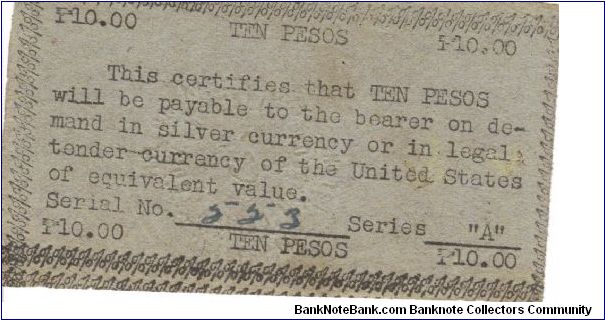 ₱10.00 TEN PESOS ₱10.00
This certifies that TEN PESOS
will be payable to the bearer on de-
mand in silver currency or in legal
tender currency of the United States
of equivalent value.
Serial No. 553 Series "A"
₱10.00 TEN PESOS ₱10.00
BankNoteBank.com Banknote Collectors Community